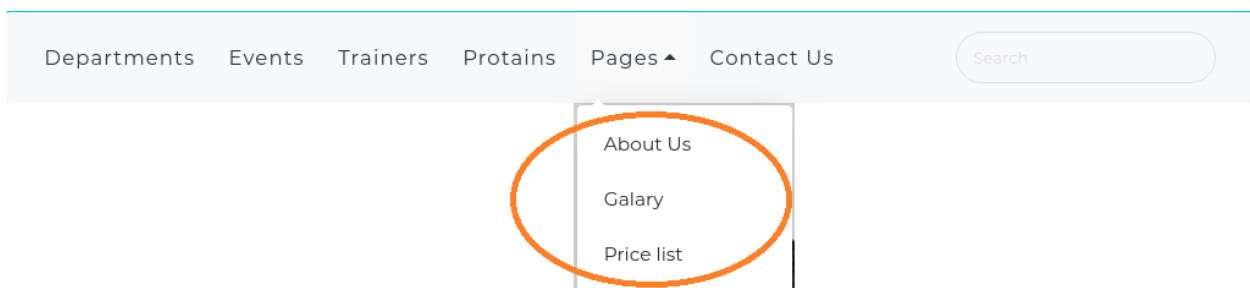 Departments Events Trainers Protains Pages Contact Us Search
About Us
Galary
Price list